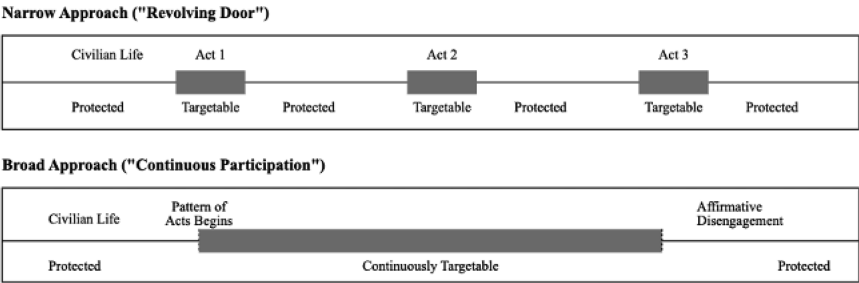 Narrow Approach ("Revolving Door")
Civilian Life Act 1 Act 2 Act 3
Protected Targetable Protected Targetable Protected Targetable Protected
Broad Approach ("Continuous Participation")
Civilian Life
Pattern of
Acts Begins
Affirmative
Disengagement
Protected Continuously Targetable Protected